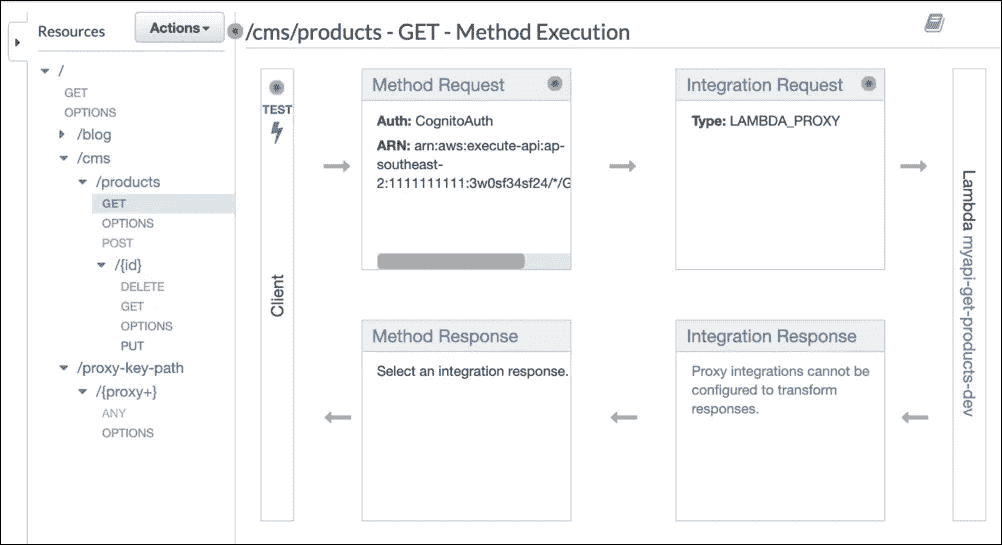 Resources
Actions
/
GET
OPTIONS
/blog
/cms
/products
GET
OPTIONS
POST
/{id}
DELETE
GET
OPTIONS
PUT
/proxy-key-path
/{proxy+}
ANY
OPTIONS
/cms/products - GET - Method Execution
TEST
Client
Method Request
Auth: CognitoAuth
ARN: arn:aws:execute-api:ap-
southeast-
2:1111111111:3w0sf34sf24/*/G
Integration Request
Type: LAMBDA_PROXY
Lambda myapi-get-products-dev
Method Response
Select an integration response.
Integration Response
Proxy integrations cannot be
configured to transform
responses.